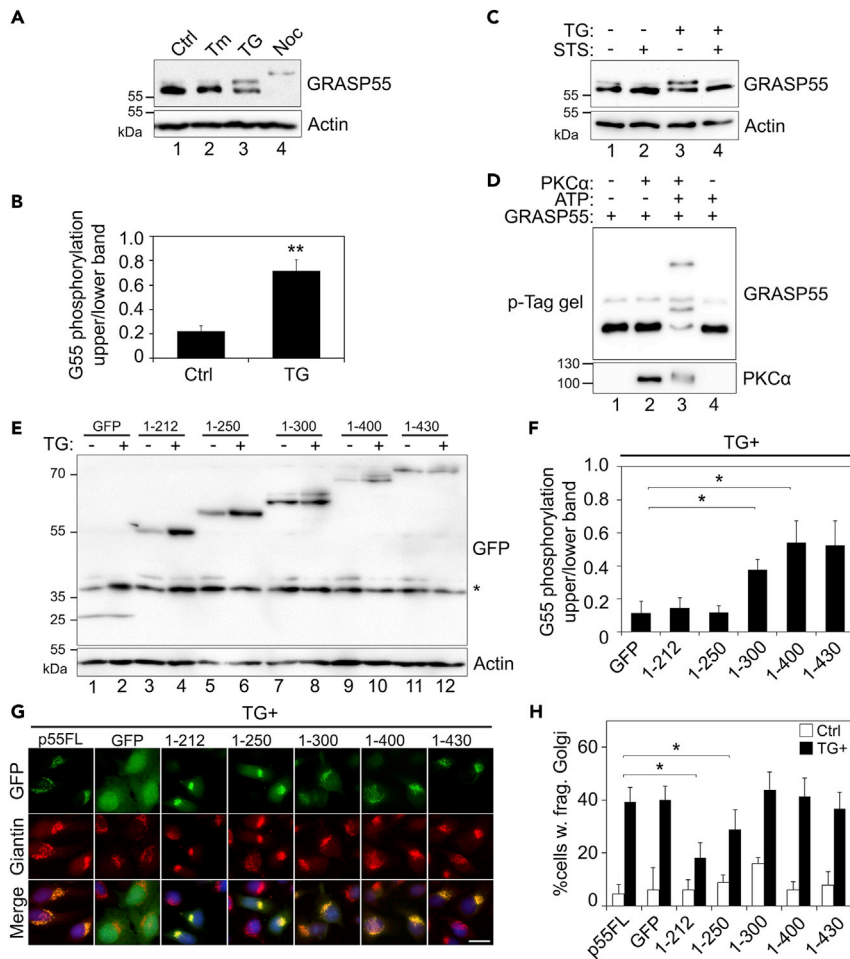 A
Ctrl Tm TG Noc
GRASP55
55
55
Actin
kDa
1 2 3 4
B
G55 phosphorylation
upper/lower band
1.0
0.8
0.6
0.4
0.2
0
**
Ctrl TG
C
TG: - - + +
STS: - + - +
GRASP55
55
55
Actin
kDa
1 2 3 4
D
PKCα: - + + -
ATP: - - + +
GRASP55: + + + +
p-Tag gel
GRASP55
130
100
PKCα
1 2 3 4
E
GFP 1-212 1-250 1-300 1-400 1-430
TG: - + - + - + - + - + - +
70
55
GFP
*
35
25
55
kDa
Actin
1 2 3 4 5 6 7 8 9 10 11 12
F
TG+
G55 phosphorylation
upper/lower band
1.0
0.8
0.6
0.4
0.2
0
*
*
GFP 1-212 1-250 1-300 1-400 1-430
G
TG+
p55FL GFP 1-212 1-250 1-300 1-400 1-430
GFP
Giantin
Merge
H
Ctrl
TG+
%cells w. frag. Golgi
60
40
20
0
*
*
p55FL GFP 1-212 1-250 1-300 1-400 1-430